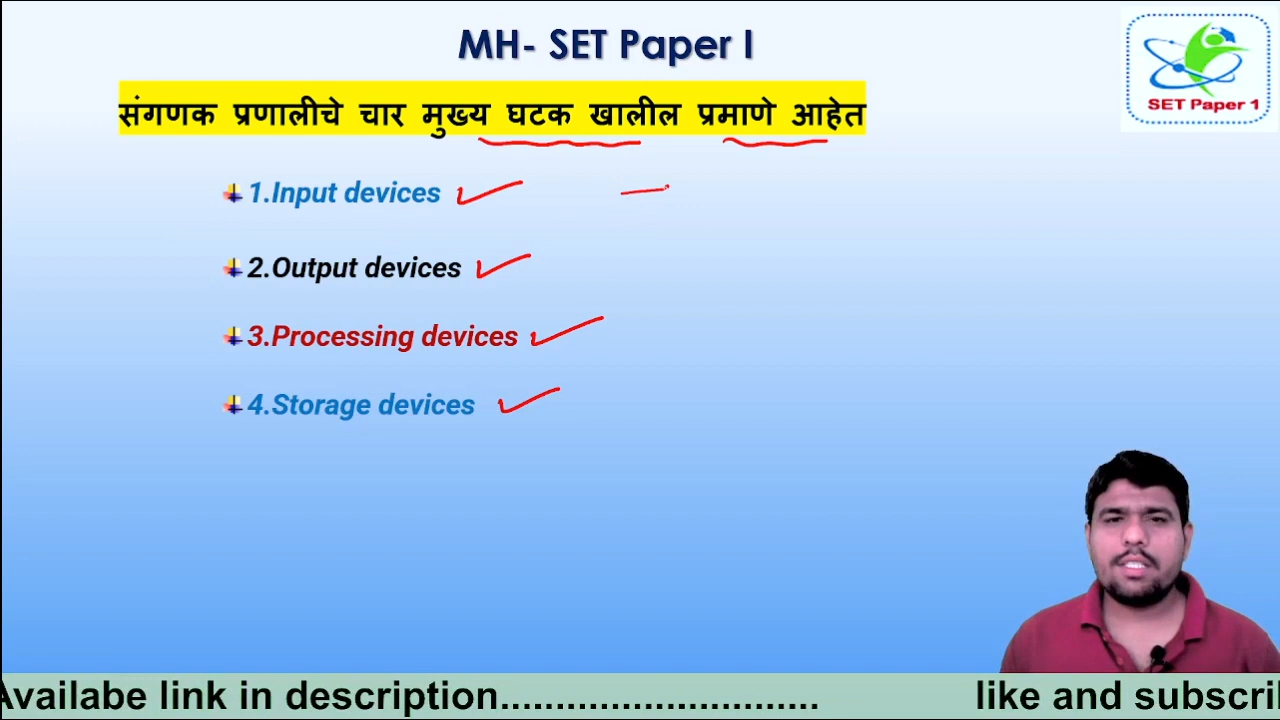 MH- SET Paper I
SET Paper 1
संगणक प्रणालीचे चार मुख्य घटक खालील प्रमाणे आहेत
1.Input devices
2.Output devices
3.Processing devices
4.Storage devices
Availabe link in description............................ like and subscri